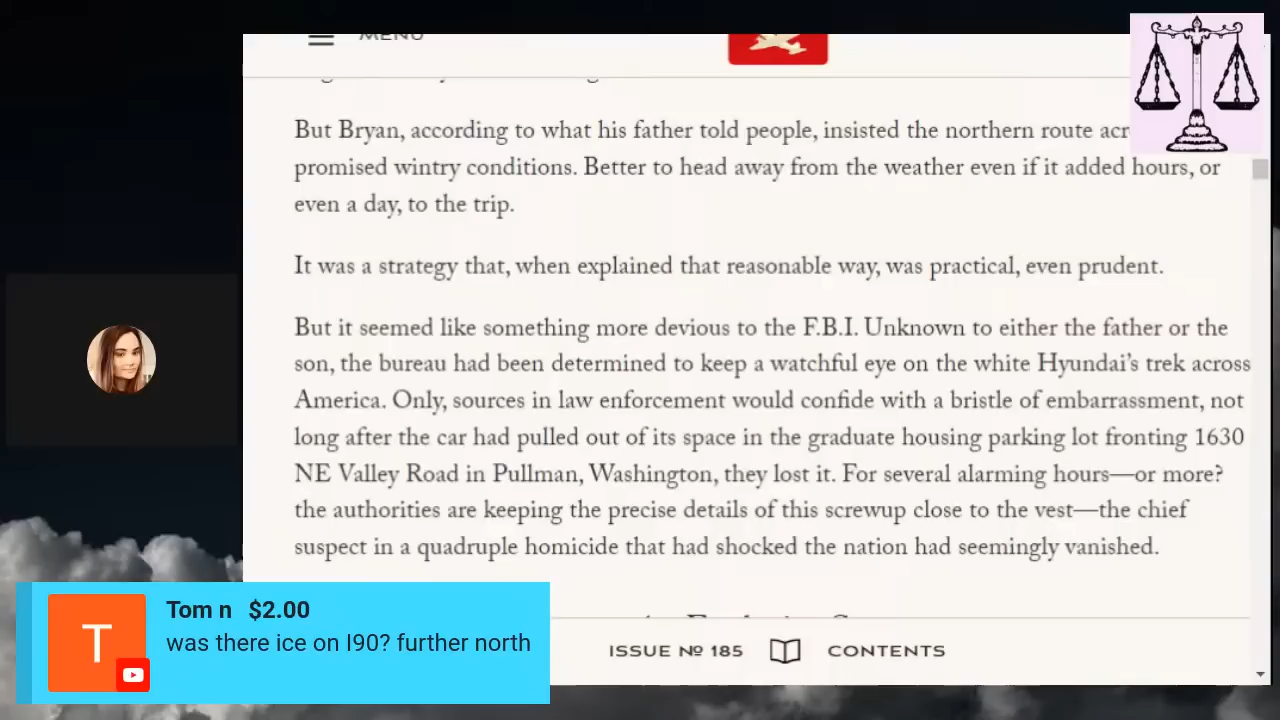 MENU
But Bryan, according to what his father told people, insisted the northern route
promised wintry conditions. Better to head away from the weather even if it added hours, or
even a day, to the trip.
It was a strategy that, when explained that reasonable way, was practical, even prudent.
But it seemed like something more devious to the F.B.I. Unknown to either the father or the
son, the bureau had been determined to keep a watchful eye on the white Hyundai's trek across
America. Only, sources in law enforcement would confide with a bristle of embarrassment, not
long after the car had pulled out of its space in the graduate housing parking lot fronting 1630
NE Valley Road in Pullman, Washington, they lost it. For several alarming hours—or more?
the authorities are keeping the precise details of this screwup close to the vest—the chief
suspect in a quadruple homicide that had shocked the nation had seemingly vanished.
T
Tom n $2.00
was there ice on I90? further north
ISSUE Nº 185
CONTENTS